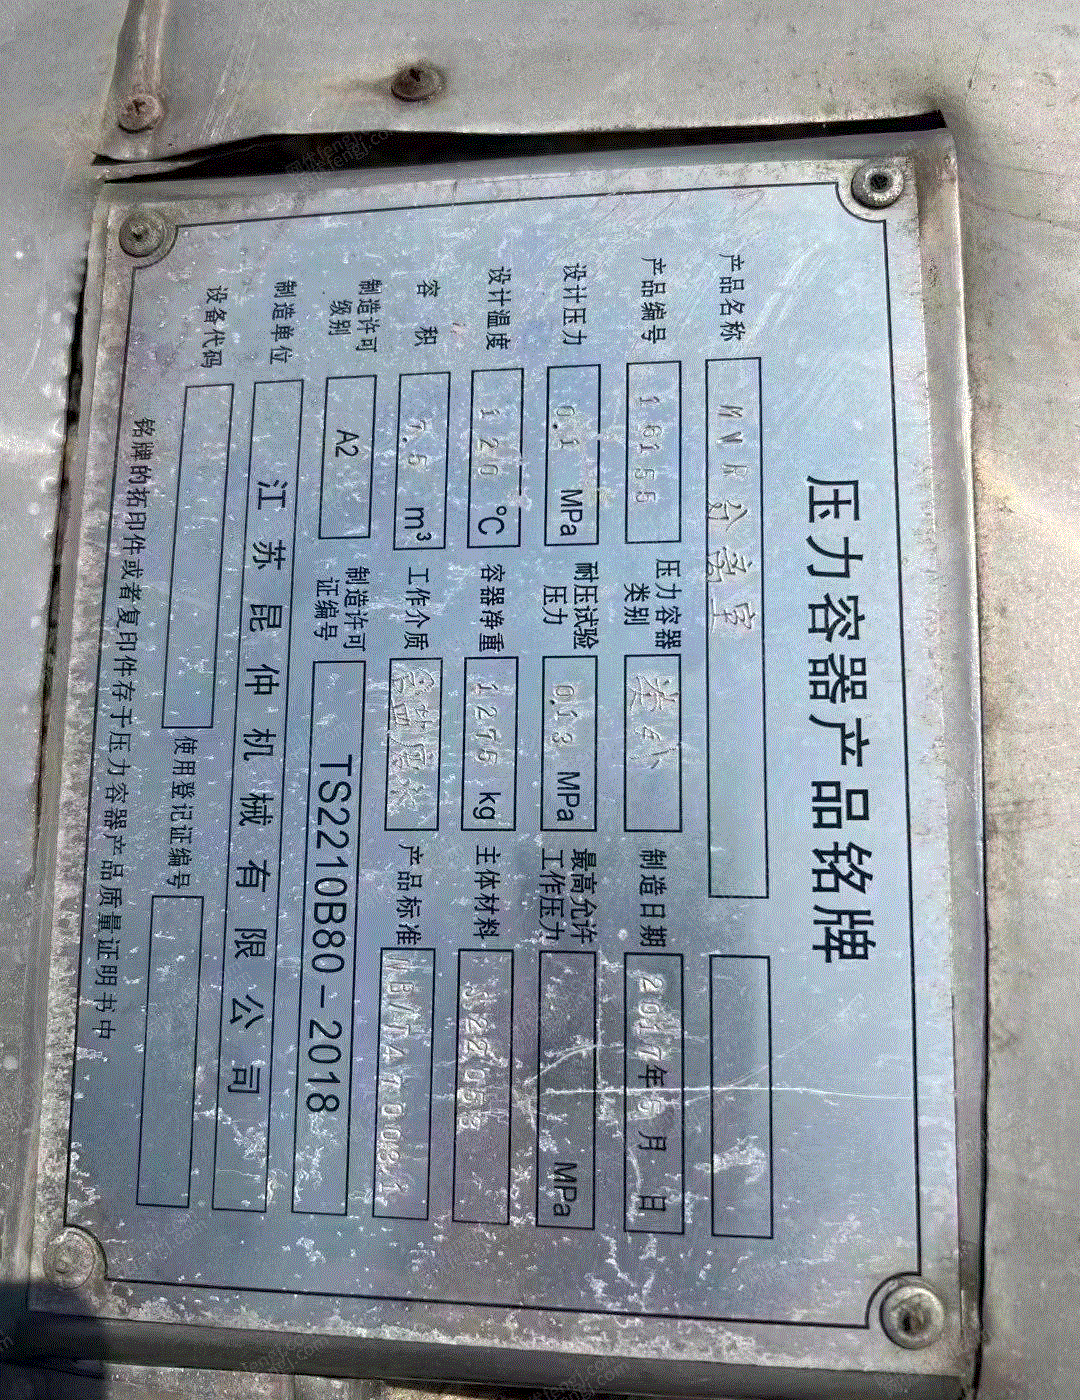 压力容器产品铭牌
产品名称 MVR分离室
产品编号 16155 压力容器类别 类外 制造日期 2017年5月 日
设计压力 0.1 MPa 耐压试验压力 0.13 MPa 最高允许工作压力 MPa
设计温度 120 ℃ 容器净重 1275 kg 主体材料 S22053
容 积 7.5 m³ 工作介质 产品标准 NB/T47003.1
制造许可级别 A2 制造许可证编号 TS2210B80-2018
制造单位 江苏昆仲机械有限公司
设备代码 使用登记证编号
铭牌的拓印件或者复印件存于压力容器产品质量证明书中